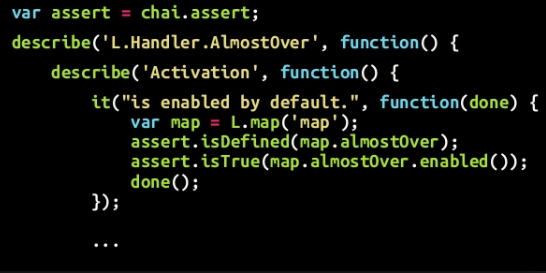 var assert = chai.assert;
describe('L.Handler.AlmostOver', function() {
    describe('Activation', function() {
        it("is enabled by default.", function(done) {
            var map = L.map('map');
            assert.isDefined(map.almostOver);
            assert.isTrue(map.almostOver.enabled());
            done();
        });
        ...